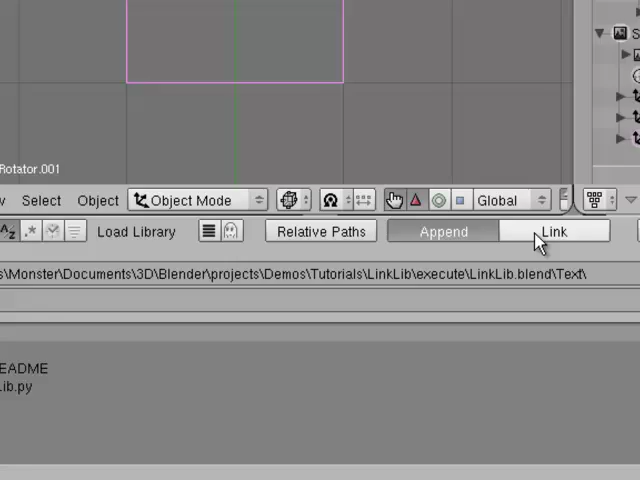 S
Rotator.001
Select Object Object Mode Global
Load Library Relative Paths Append Link
s\Monster\Documents\3D\Blender\projects\Demos\Tutorials\LinkLib\execute\LinkLib.blend\Text\
EADME
Lib.py